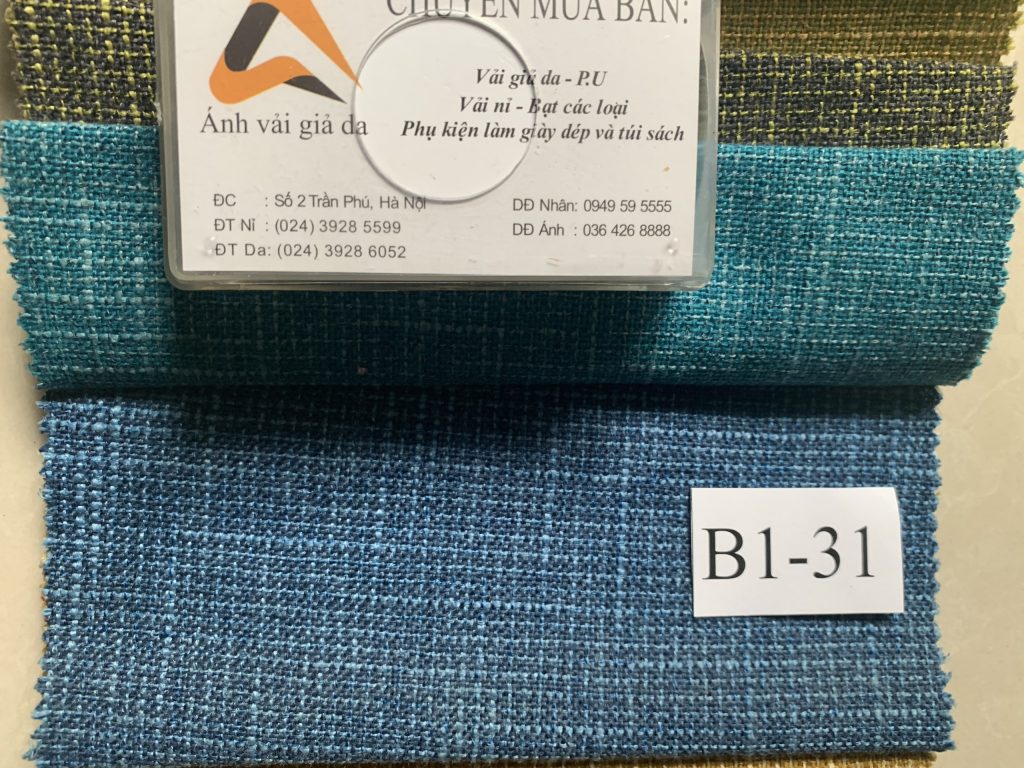 CHUYÊN MUA BÁN:
Vải giả da - P.U
Vải nỉ - Bạt các loại
Phụ kiện làm giày dép và túi sách
Ánh vải giả da
ĐC : Số 2 Trần Phú, Hà Nội
ĐT Nỉ : (024) 3928 5599
ĐT Da: (024) 3928 6052
DĐ Nhân: 0949 59 5555
DĐ Ánh : 036 426 8888
B1-31